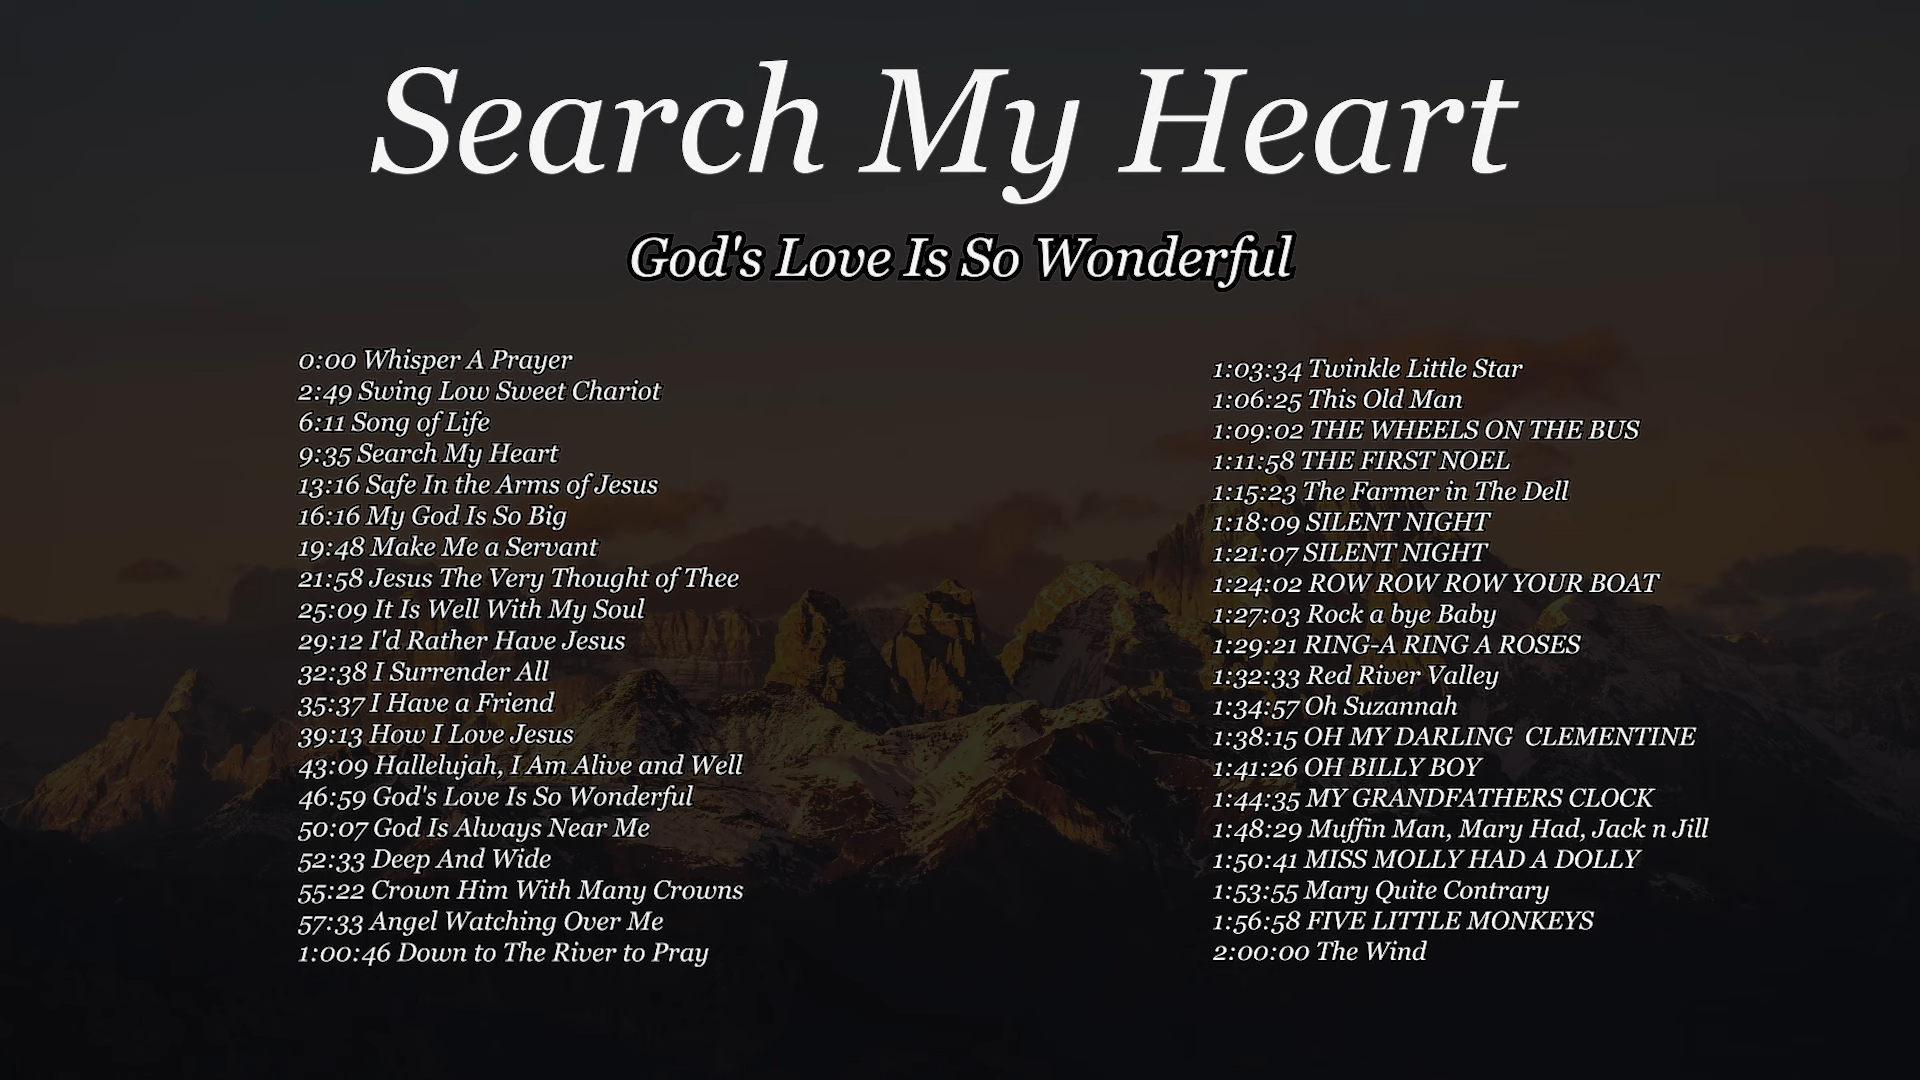 Search My Heart
God's Love Is So Wonderful
0:00 Whisper A Prayer
2:49 Swing Low Sweet Chariot
6:11 Song of Life
9:35 Search My Heart
13:16 Safe In the Arms of Jesus
16:16 My God Is So Big
19:48 Make Me a Servant
21:58 Jesus The Very Thought of Thee
25:09 It Is Well With My Soul
29:12 I'd Rather Have Jesus
32:38 I Surrender All
35:37 I Have a Friend
39:13 How I Love Jesus
43:09 Hallelujah, I Am Alive and Well
46:59 God's Love Is So Wonderful
50:07 God Is Always Near Me
52:33 Deep And Wide
55:22 Crown Him With Many Crowns
57:33 Angel Watching Over Me
1:00:46 Down to The River to Pray
1:03:34 Twinkle Little Star
1:06:25 This Old Man
1:09:02 THE WHEELS ON THE BUS
1:11:58 THE FIRST NOEL
1:15:23 The Farmer in The Dell
1:18:09 SILENT NIGHT
1:21:07 SILENT NIGHT
1:24:02 ROW ROW ROW YOUR BOAT
1:27:03 Rock a bye Baby
1:29:21 RING-A RING A ROSES
1:32:33 Red River Valley
1:34:57 Oh Suzannah
1:38:15 OH MY DARLING  CLEMENTINE
1:41:26 OH BILLY BOY
1:44:35 MY GRANDFATHERS CLOCK
1:48:29 Muffin Man, Mary Had, Jack n Jill
1:50:41 MISS MOLLY HAD A DOLLY
1:53:55 Mary Quite Contrary
1:56:58 FIVE LITTLE MONKEYS
2:00:00 The Wind